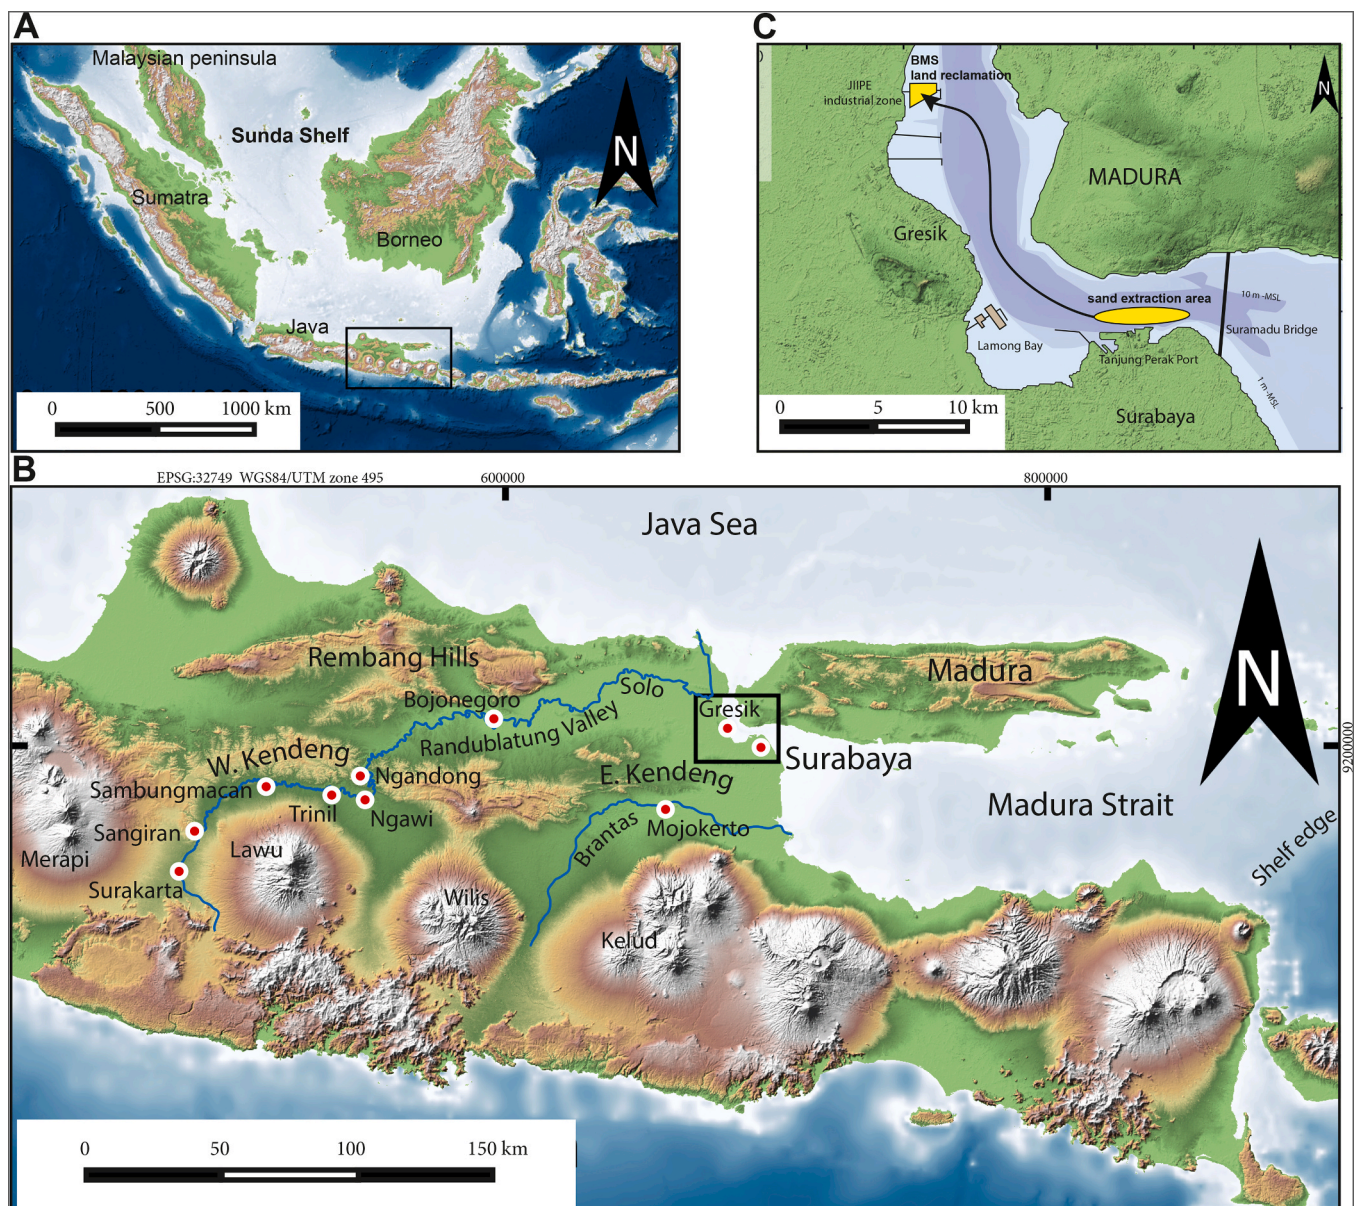 A
Malaysian peninsula
Sunda Shelf
Sumatra
Borneo
Java
N
0 500 1000 km
C
BMS
land reclamation
JIIPE
industrial zone
N
MADURA
Gresik
sand extraction area
10 m -MSL
Suramadu Bridge
Lamong Bay
Tanjung Perak Port
1 m -MSL
Surabaya
0 5 10 km
B
EPSG:32749 WGS84/UTM zone 49S
600000
800000
Java Sea
Rembang Hills
Madura
Solo
Bojonegoro
Gresik
Randublatung Valley
W. Kendeng
Surabaya
N
9200000
Ngandong
E. Kendeng
Sambungmacan
Trinil
Ngawi
Madura Strait
Sangiran
Brantas
Mojokerto
Merapi
Lawu
Shelf edge
Surakarta
Wilis
Kelud
0 50 100 150 km